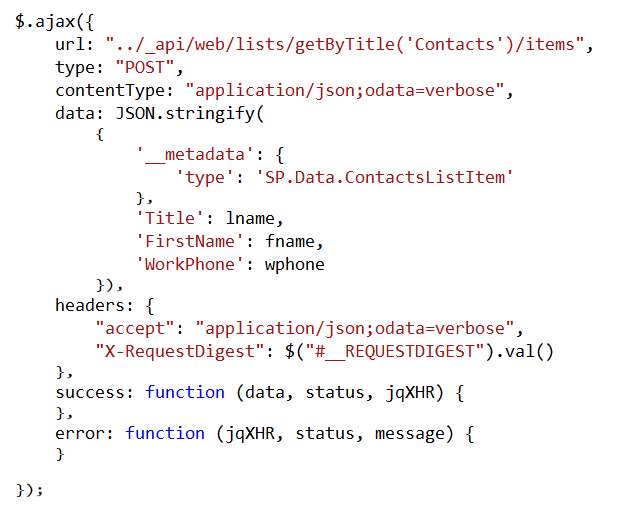 $.ajax({
    url: "../_api/web/lists/getByTitle('Contacts')/items",
    type: "POST",
    contentType: "application/json;odata=verbose",
    data: JSON.stringify(
        {
            '__metadata': {
                'type': 'SP.Data.ContactsListItem'
            },
            'Title': lname,
            'FirstName': fname,
            'WorkPhone': wphone
        }),
    headers: {
        "accept": "application/json;odata=verbose",
        "X-RequestDigest": $("#__REQUESTDIGEST").val()
    },
    success: function (data, status, jqXHR) {
    },
    error: function (jqXHR, status, message) {
    }
});